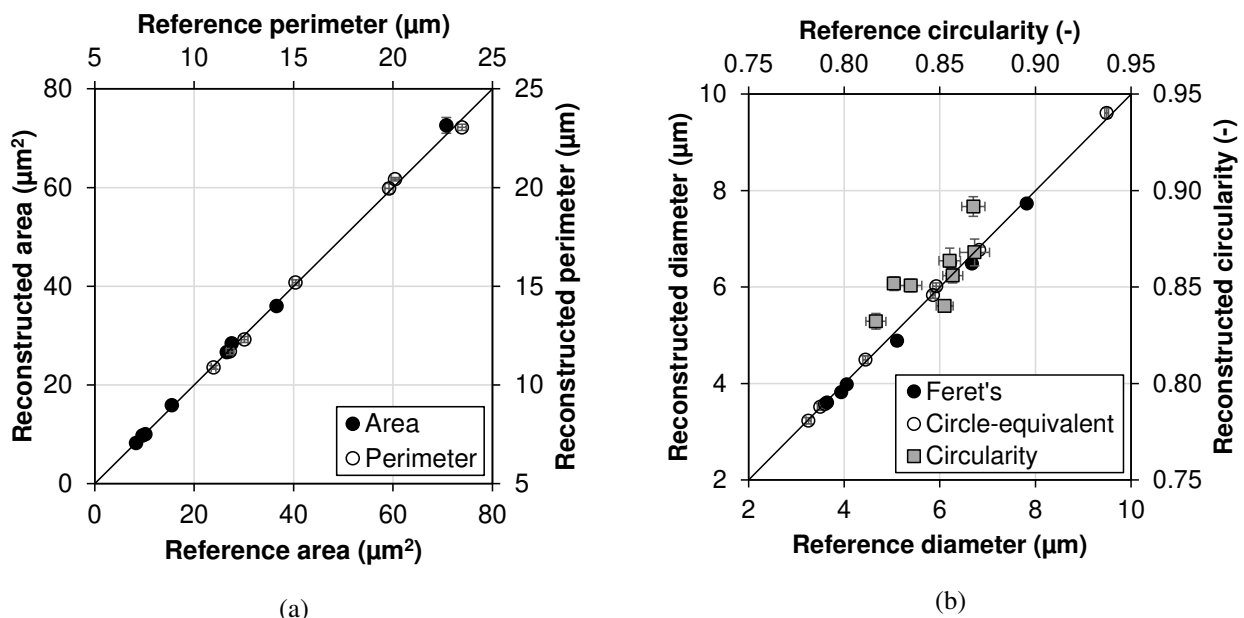 Reference perimeter (µm)
5 10 15 20 25
80 60 40 20 0
Reconstructed area (µm²)
25 20 15 10 5
Reconstructed perimeter (µm)
Area
Perimeter
0 20 40 60 80
Reference area (µm²)
(a)
Reference circularity (-)
0.75 0.80 0.85 0.90 0.95
10 8 6 4 2
Reconstructed diameter (µm)
0.95 0.90 0.85 0.80 0.75
Reconstructed circularity (-)
Feret's
Circle-equivalent
Circularity
2 4 6 8 10
Reference diameter (µm)
(b)